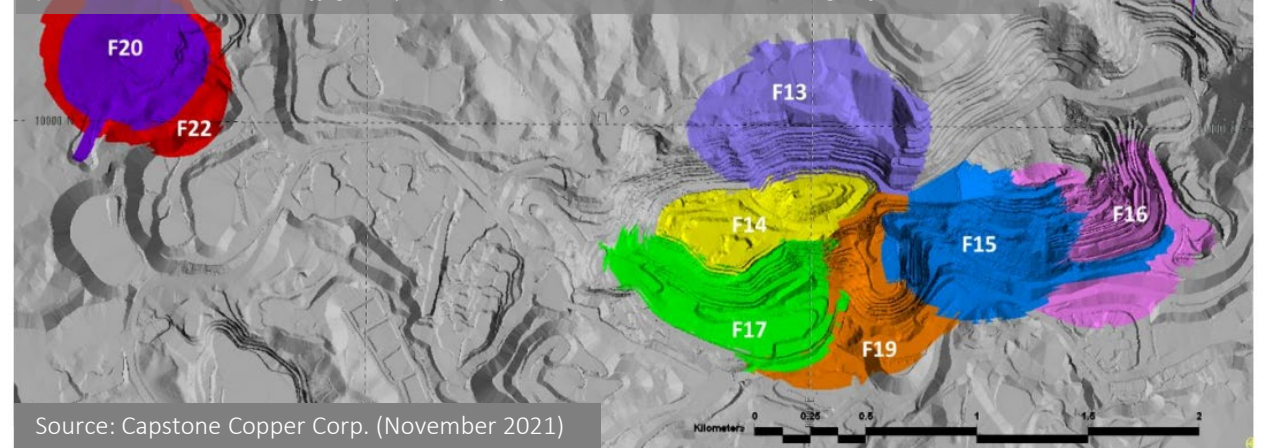 F20
F13
10000
F22
F14
F16
F15
F17
F19
Source: Capstone Copper Corp. (November 2021)
Kilometers
0 0.25 0.5 1 1.5 2